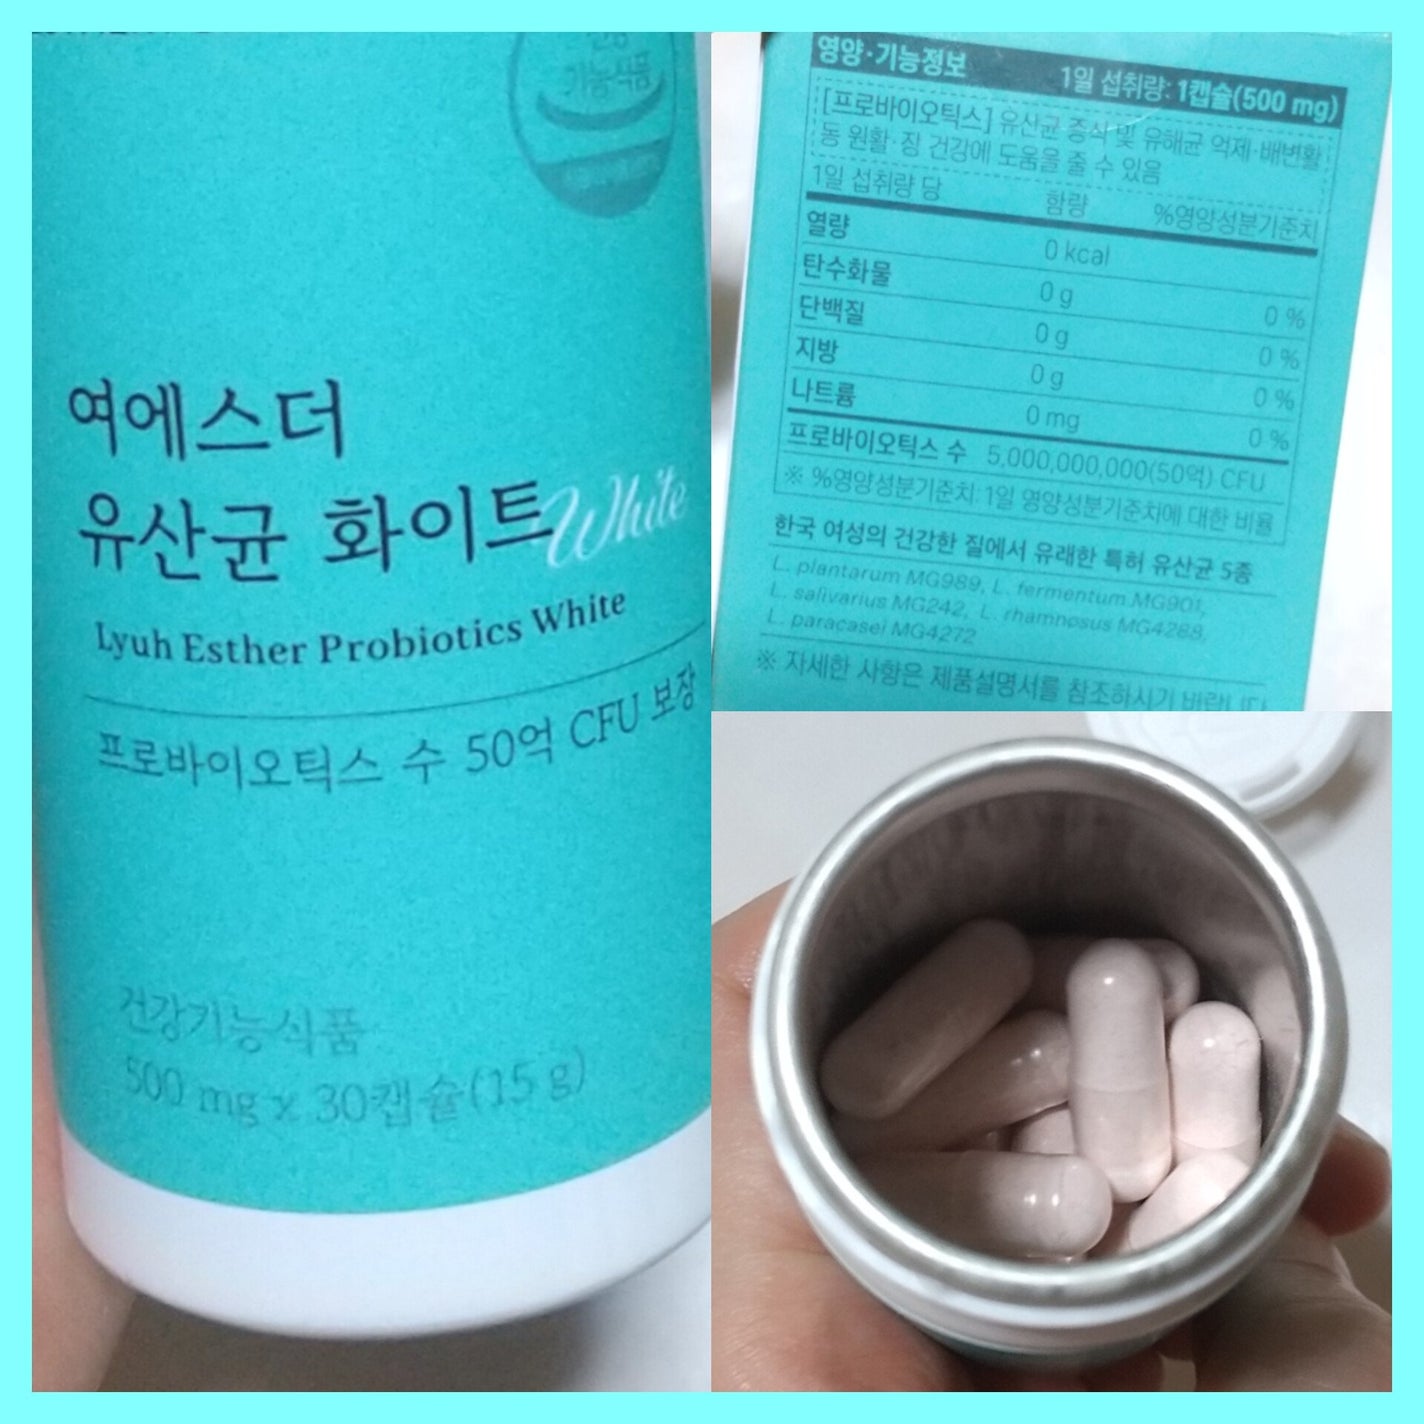 여에스더
유산균 화이트 White
Lyuh Esther Probiotics White
프로바이오틱스 수 50억 CFU 보장
건강기능식품
500 mg x 30캡슐(15 g)
영양·기능정보 1일 섭취량: 1캡슐(500 mg)
[프로바이오틱스] 유산균 증식 및 유해균 억제·배변활
동 원활·장 건강에 도움을 줄 수 있음
1일 섭취량 당 함량 %영양성분기준치
열량 0 kcal
탄수화물 0 g 0 %
단백질 0 g 0 %
지방 0 g 0 %
나트륨 0 mg 0 %
프로바이오틱스 수 5,000,000,000(50억) CFU
※ %영양성분기준치: 1일 영양성분기준치에 대한 비율
한국 여성의 건강한 질에서 유래한 특허 유산균 5종
L. plantarum MG989, L. fermentum MG901,
L. salivarius MG242, L. rhamnosus MG4288,
L. paracasei MG4272
※ 자세한 사항은 제품설명서를 참조하시기 바랍니다